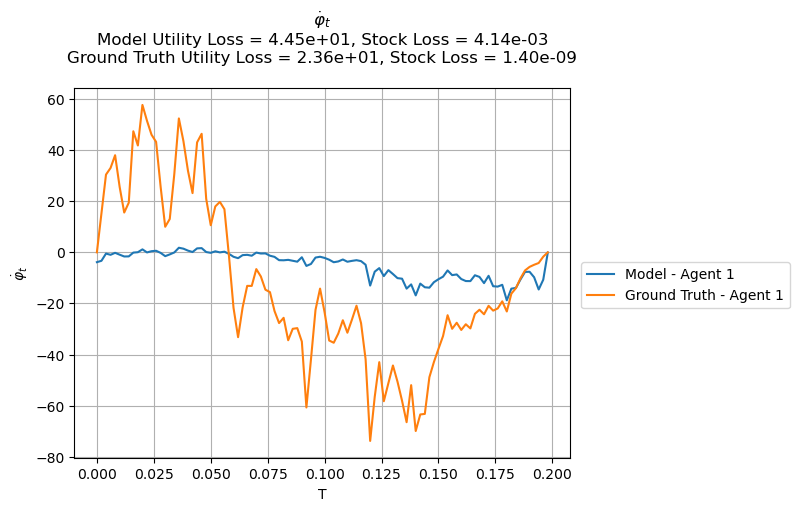 φ̇ₜ
Model Utility Loss = 4.45e+01, Stock Loss = 4.14e-03
Ground Truth Utility Loss = 2.36e+01, Stock Loss = 1.40e-09
60
40
20
0
−20
−40
−60
−80
φ̇ₜ
0.000
0.025
0.050
0.075
0.100
0.125
0.150
0.175
0.200
T
Model - Agent 1
Ground Truth - Agent 1